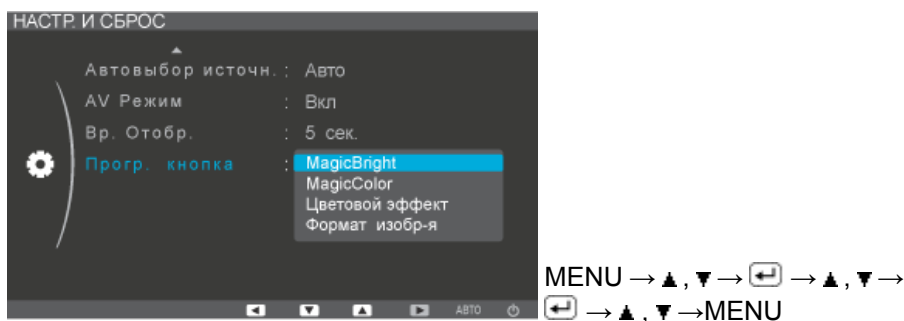 НАСТР. И СБРОС
Автовыбор источн. : Авто
AV Режим : Вкл
Вр. Отобр. : 5 сек.
Прогр. кнопка : MagicBright
MagicColor
Цветовой эффект
Формат изобр-я
АВТО
MENU → ▲ , ▼ → ↵ → ▲ , ▼ →
↵ → ▲ , ▼ →MENU